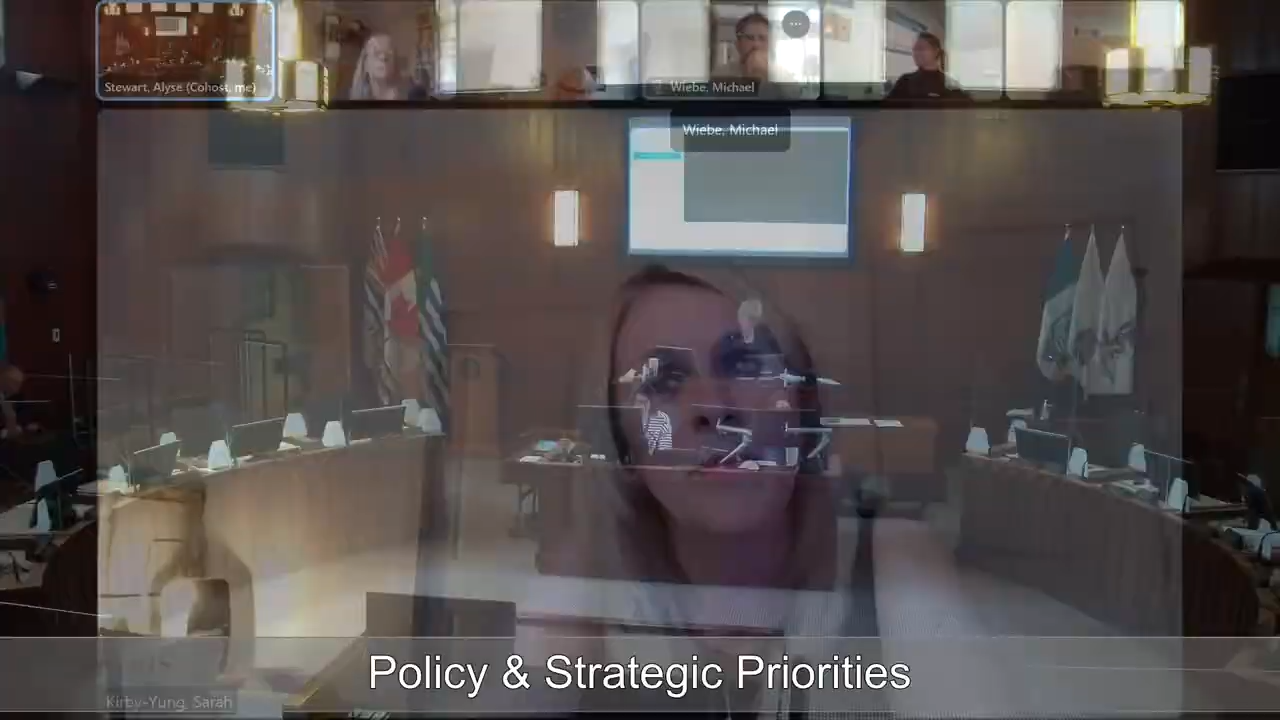 Stewart, Alyse (Cohost, me)
Wiebe, Michael
Wiebe, Michael
Policy & Strategic Priorities
Kirby-Yung, Sarah